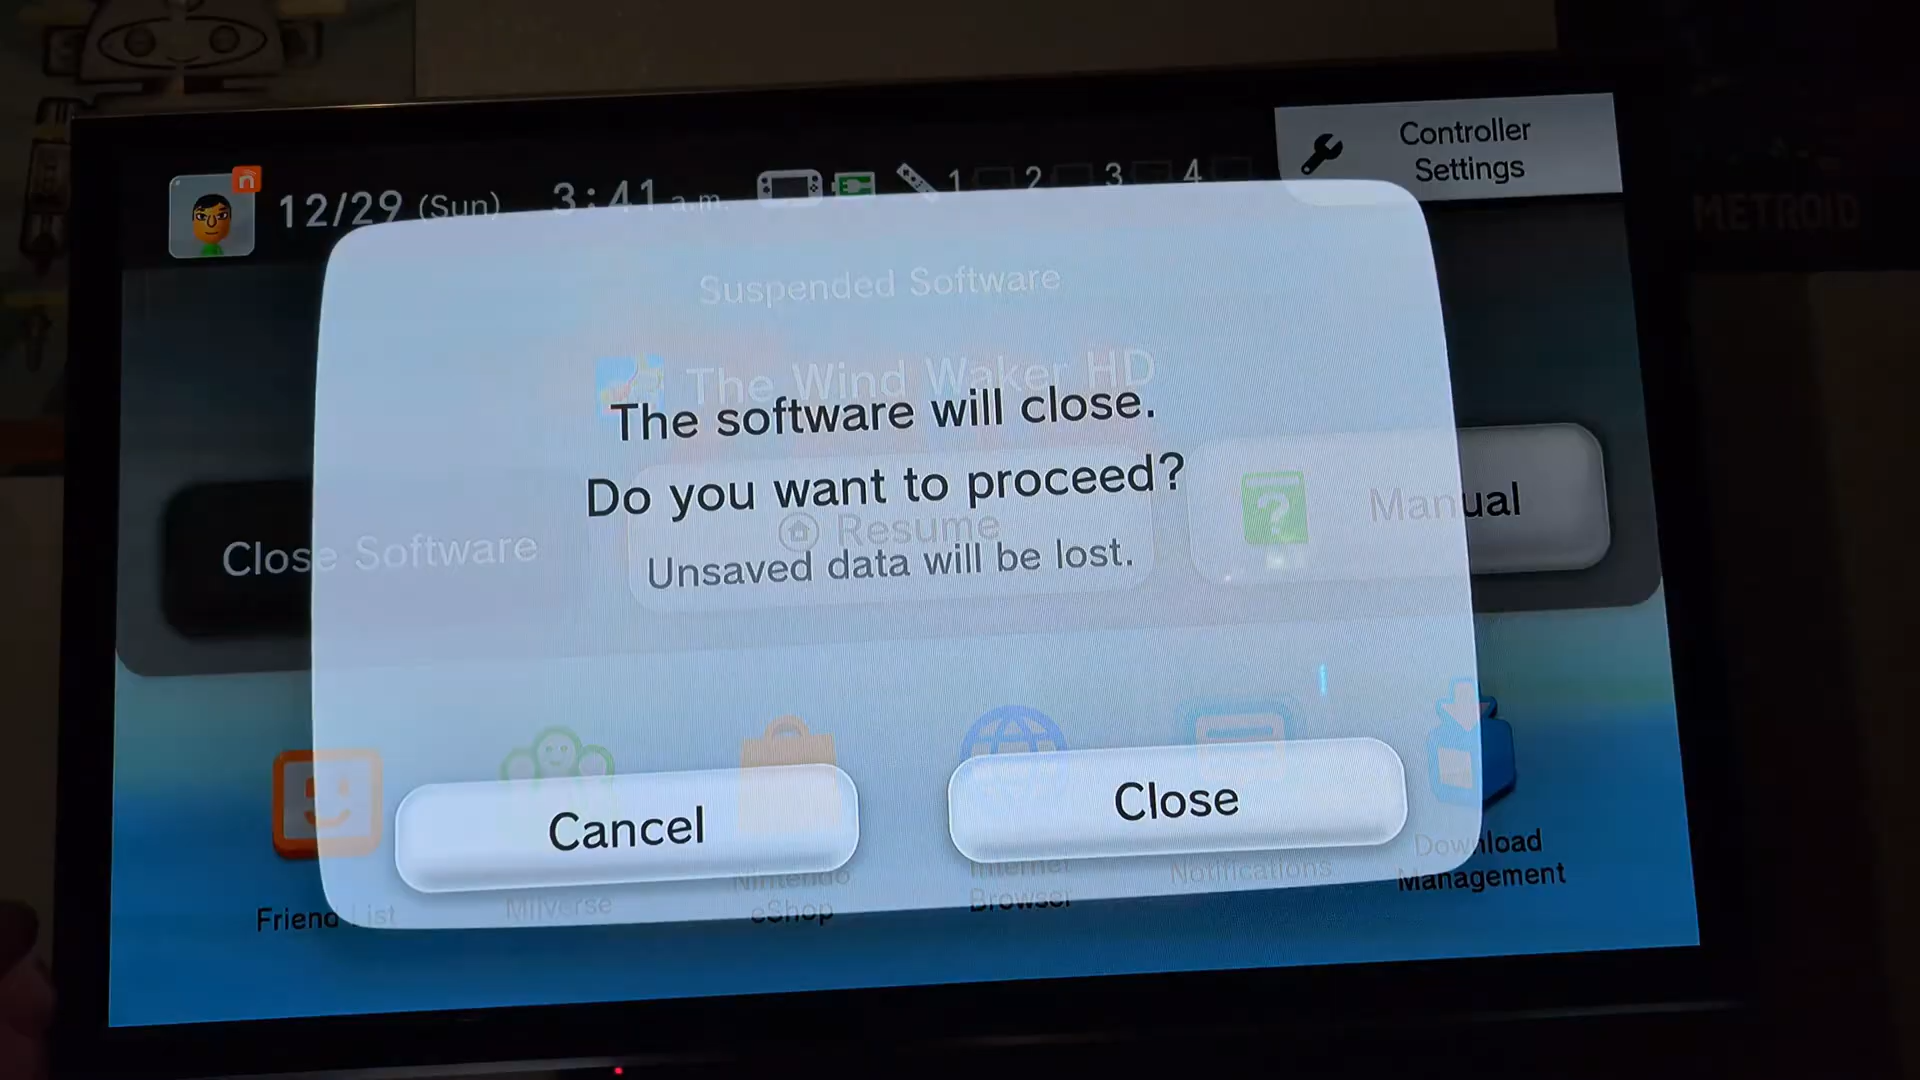 Controller
Settings
12/29 (Sun) 3:41 a.m. 1 2 3 4
METROID
Suspended Software
The Wind Waker HD
The software will close.
Do you want to proceed?
Close Software
Resume
Manual
Unsaved data will be lost.
Cancel
Close
Friend List
Miiverse
Nintendo
eShop
Internet
Browser
Notifications
Download
Management